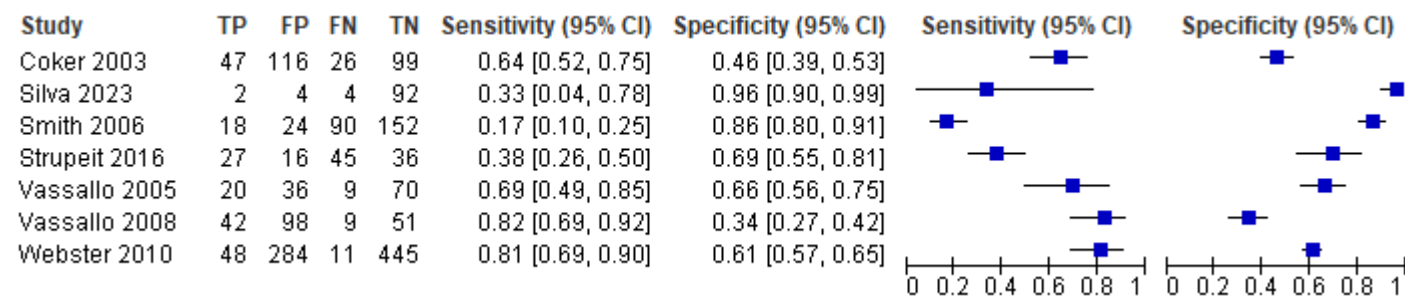 Study TP FP FN TN Sensitivity (95% CI) Specificity (95% CI) Sensitivity (95% CI) Specificity (95% CI)
Coker 2003 47 116 26 99 0.64 [0.52, 0.75] 0.46 [0.39, 0.53]
Silva 2023 2 4 4 92 0.33 [0.04, 0.78] 0.96 [0.90, 0.99]
Smith 2006 18 24 90 152 0.17 [0.10, 0.25] 0.86 [0.80, 0.91]
Strupeit 2016 27 16 45 36 0.38 [0.26, 0.50] 0.69 [0.55, 0.81]
Vassallo 2005 20 36 9 70 0.69 [0.49, 0.85] 0.66 [0.56, 0.75]
Vassallo 2008 42 98 9 51 0.82 [0.69, 0.92] 0.34 [0.27, 0.42]
Webster 2010 48 284 11 445 0.81 [0.69, 0.90] 0.61 [0.57, 0.65]
0 0.2 0.4 0.6 0.8 1 0 0.2 0.4 0.6 0.8 1